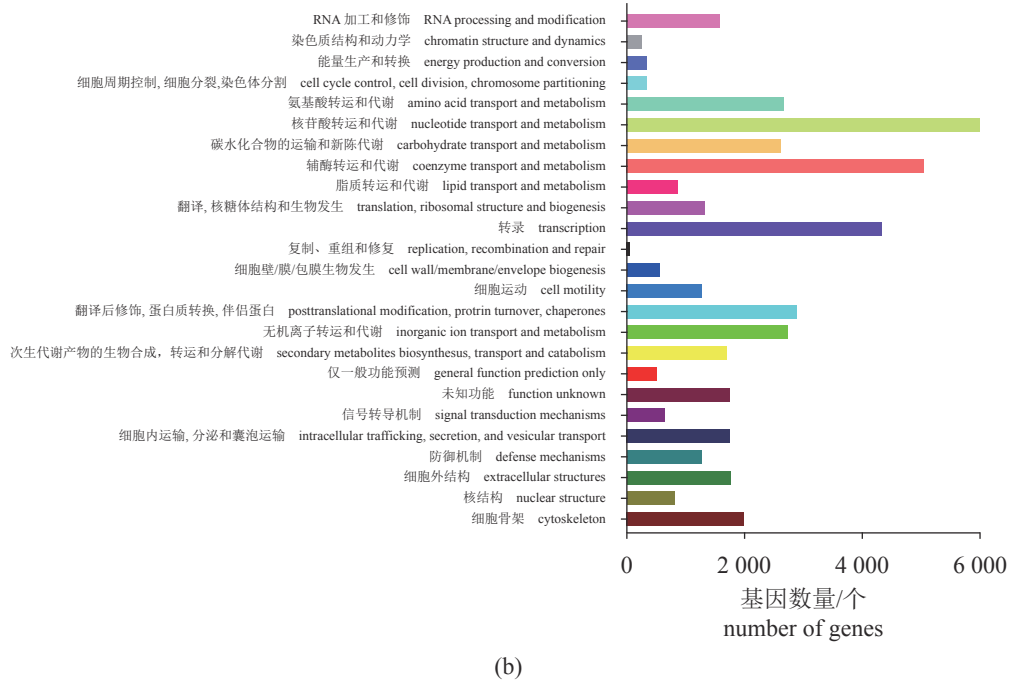 RNA 加工和修饰 RNA processing and modification
染色质结构和动力学 chromatin structure and dynamics
能量生产和转换 energy production and conversion
细胞周期控制, 细胞分裂,染色体分割 cell cycle control, cell division, chromosome partitioning
氨基酸转运和代谢 amino acid transport and metabolism
核苷酸转运和代谢 nucleotide transport and metabolism
碳水化合物的运输和新陈代谢 carbohydrate transport and metabolism
辅酶转运和代谢 coenzyme transport and metabolism
脂质转运和代谢 lipid transport and metabolism
翻译, 核糖体结构和生物发生 translation, ribosomal structure and biogenesis
转录 transcription
复制、重组和修复 replication, recombination and repair
细胞壁/膜/包膜生物发生 cell wall/membrane/envelope biogenesis
细胞运动 cell motility
翻译后修饰, 蛋白质转换, 伴侣蛋白 posttranslational modification, protrin turnover, chaperones
无机离子转运和代谢 inorganic ion transport and metabolism
次生代谢产物的生物合成，转运和分解代谢 secondary metabolites biosynthesus, transport and catabolism
仅一般功能预测 general function prediction only
未知功能 function unknown
信号转导机制 signal transduction mechanisms
细胞内运输, 分泌和囊泡运输 intracellular trafficking, secretion, and vesicular transport
防御机制 defense mechanisms
细胞外结构 extracellular structures
核结构 nuclear structure
细胞骨架 cytoskeleton
0 2 000 4 000 6 000
基因数量/个
number of genes
(b)